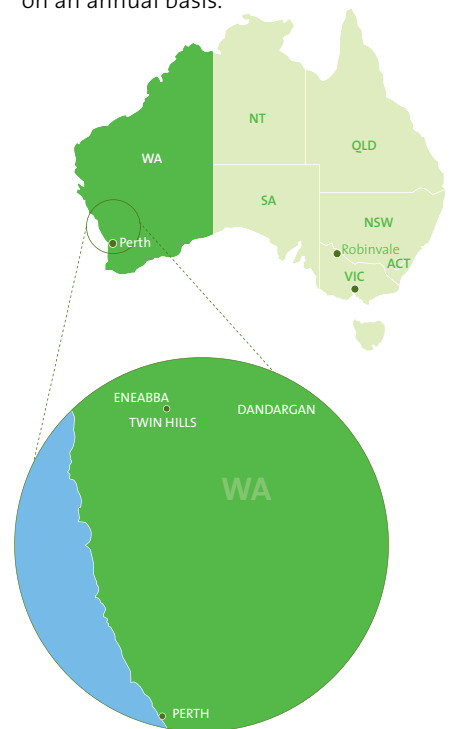 on an annual basis.
NT
QLD
WA
SA
NSW
Perth
Robinvale
ACT
VIC
ENEABBA
DANDARGAN
TWIN HILLS
WA
PERTH